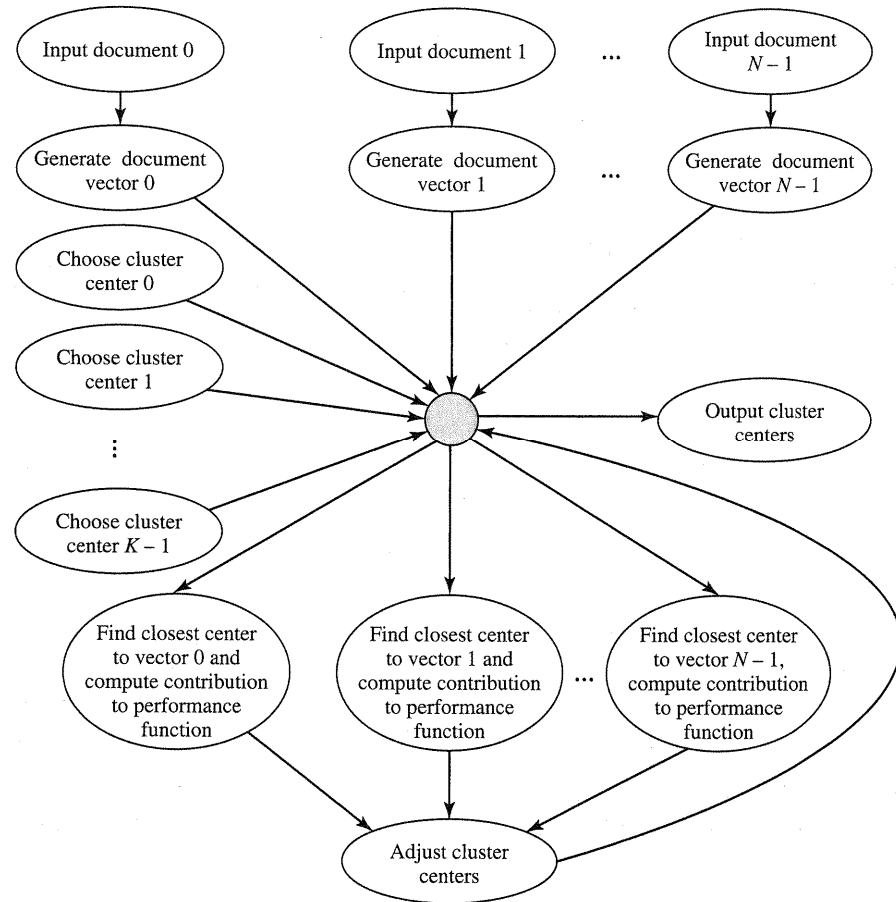 Input document 0
Input document 1
...
Input document
N – 1
Generate document
vector 0
Generate document
vector 1
...
Generate document
vector N – 1
Choose cluster
center 0
Choose cluster
center 1
...
Choose cluster
center K – 1
Output cluster
centers
Find closest center
to vector 0 and
compute contribution
to performance
function
Find closest center
to vector 1 and
compute contribution
to performance
function
...
Find closest center
to vector N – 1,
compute contribution
to performance
function
Adjust cluster
centers